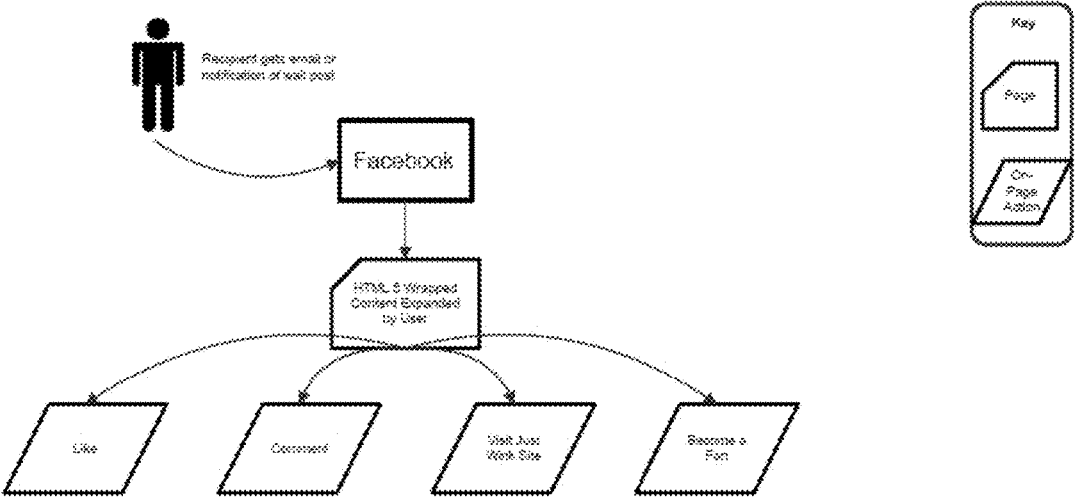 Recipient gets email or
notification of wall post
Facebook
HTML 5 Wrapped
Content Expanded
by User
Like
Comment
Visit Just
Work Site
Become a
Fan
Key
Page
On-
Page
Action